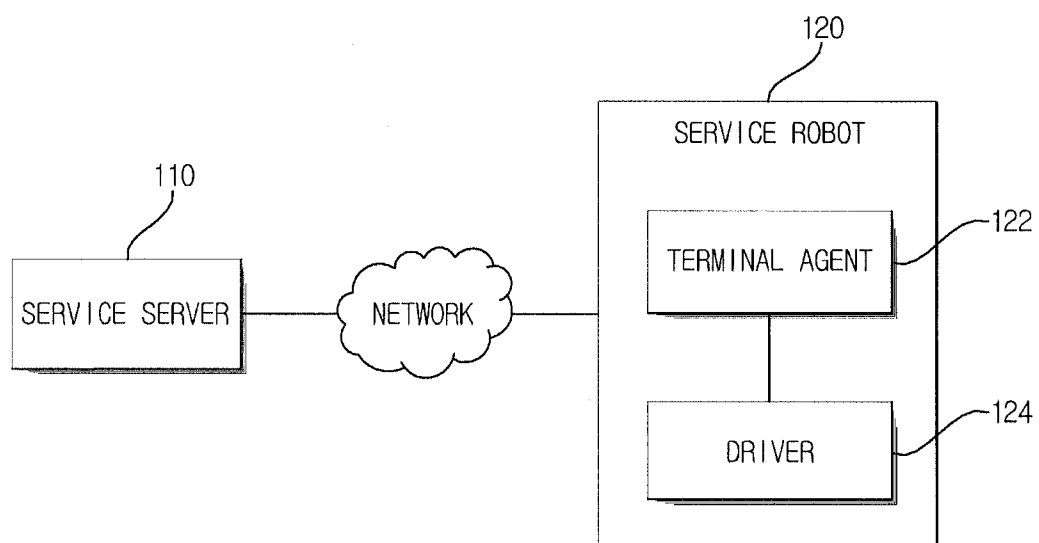 120
SERVICE ROBOT
110
122
TERMINAL AGENT
SERVICE SERVER
NETWORK
124
DRIVER